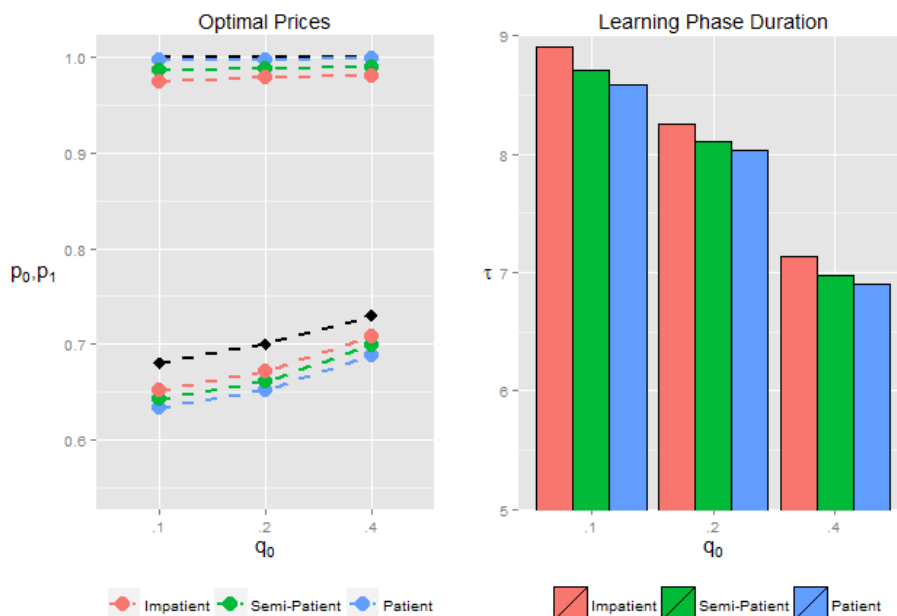 Optimal Prices
1.0
0.9
0.8
p0,p1
0.7
0.6
.1 .2 .4
q0
Impatient Semi-Patient Patient
Learning Phase Duration
9
8
τ 7
6
5
.1 .2 .4
q0
Impatient Semi-Patient Patient